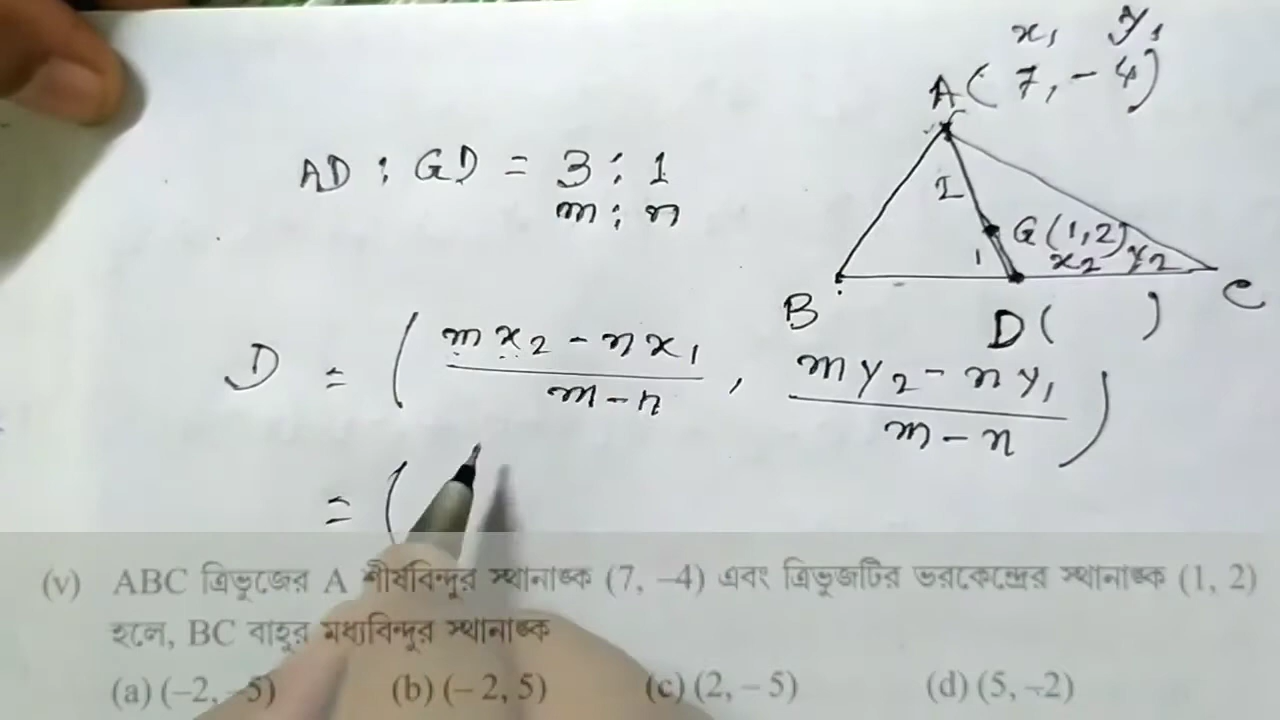 x₁ y₁
A(7, -4)
AD : GD = 3 : 1
m : n
2
G(1,2)
1
x₂ y₂
B
D( )
C
D = ( mx₂ - nx₁ / m - n , my₂ - ny₁ / m - n )
= (
(v) ABC ত্রিভুজের A শীর্ষবিন্দুর স্থানাঙ্ক (7, –4) এবং ত্রিভুজটির ভরকেন্দ্রের স্থানাঙ্ক (1, 2)
হলে, BC বাহুর মধ্যবিন্দুর স্থানাঙ্ক
(a) (–2, –5) (b) (– 2, 5) (c) (2, – 5) (d) (5, –2)